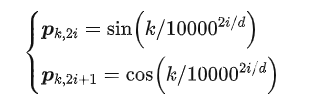 p_{k,2i} = sin(k/10000^{2i/d})
p_{k,2i+1} = cos(k/10000^{2i/d})